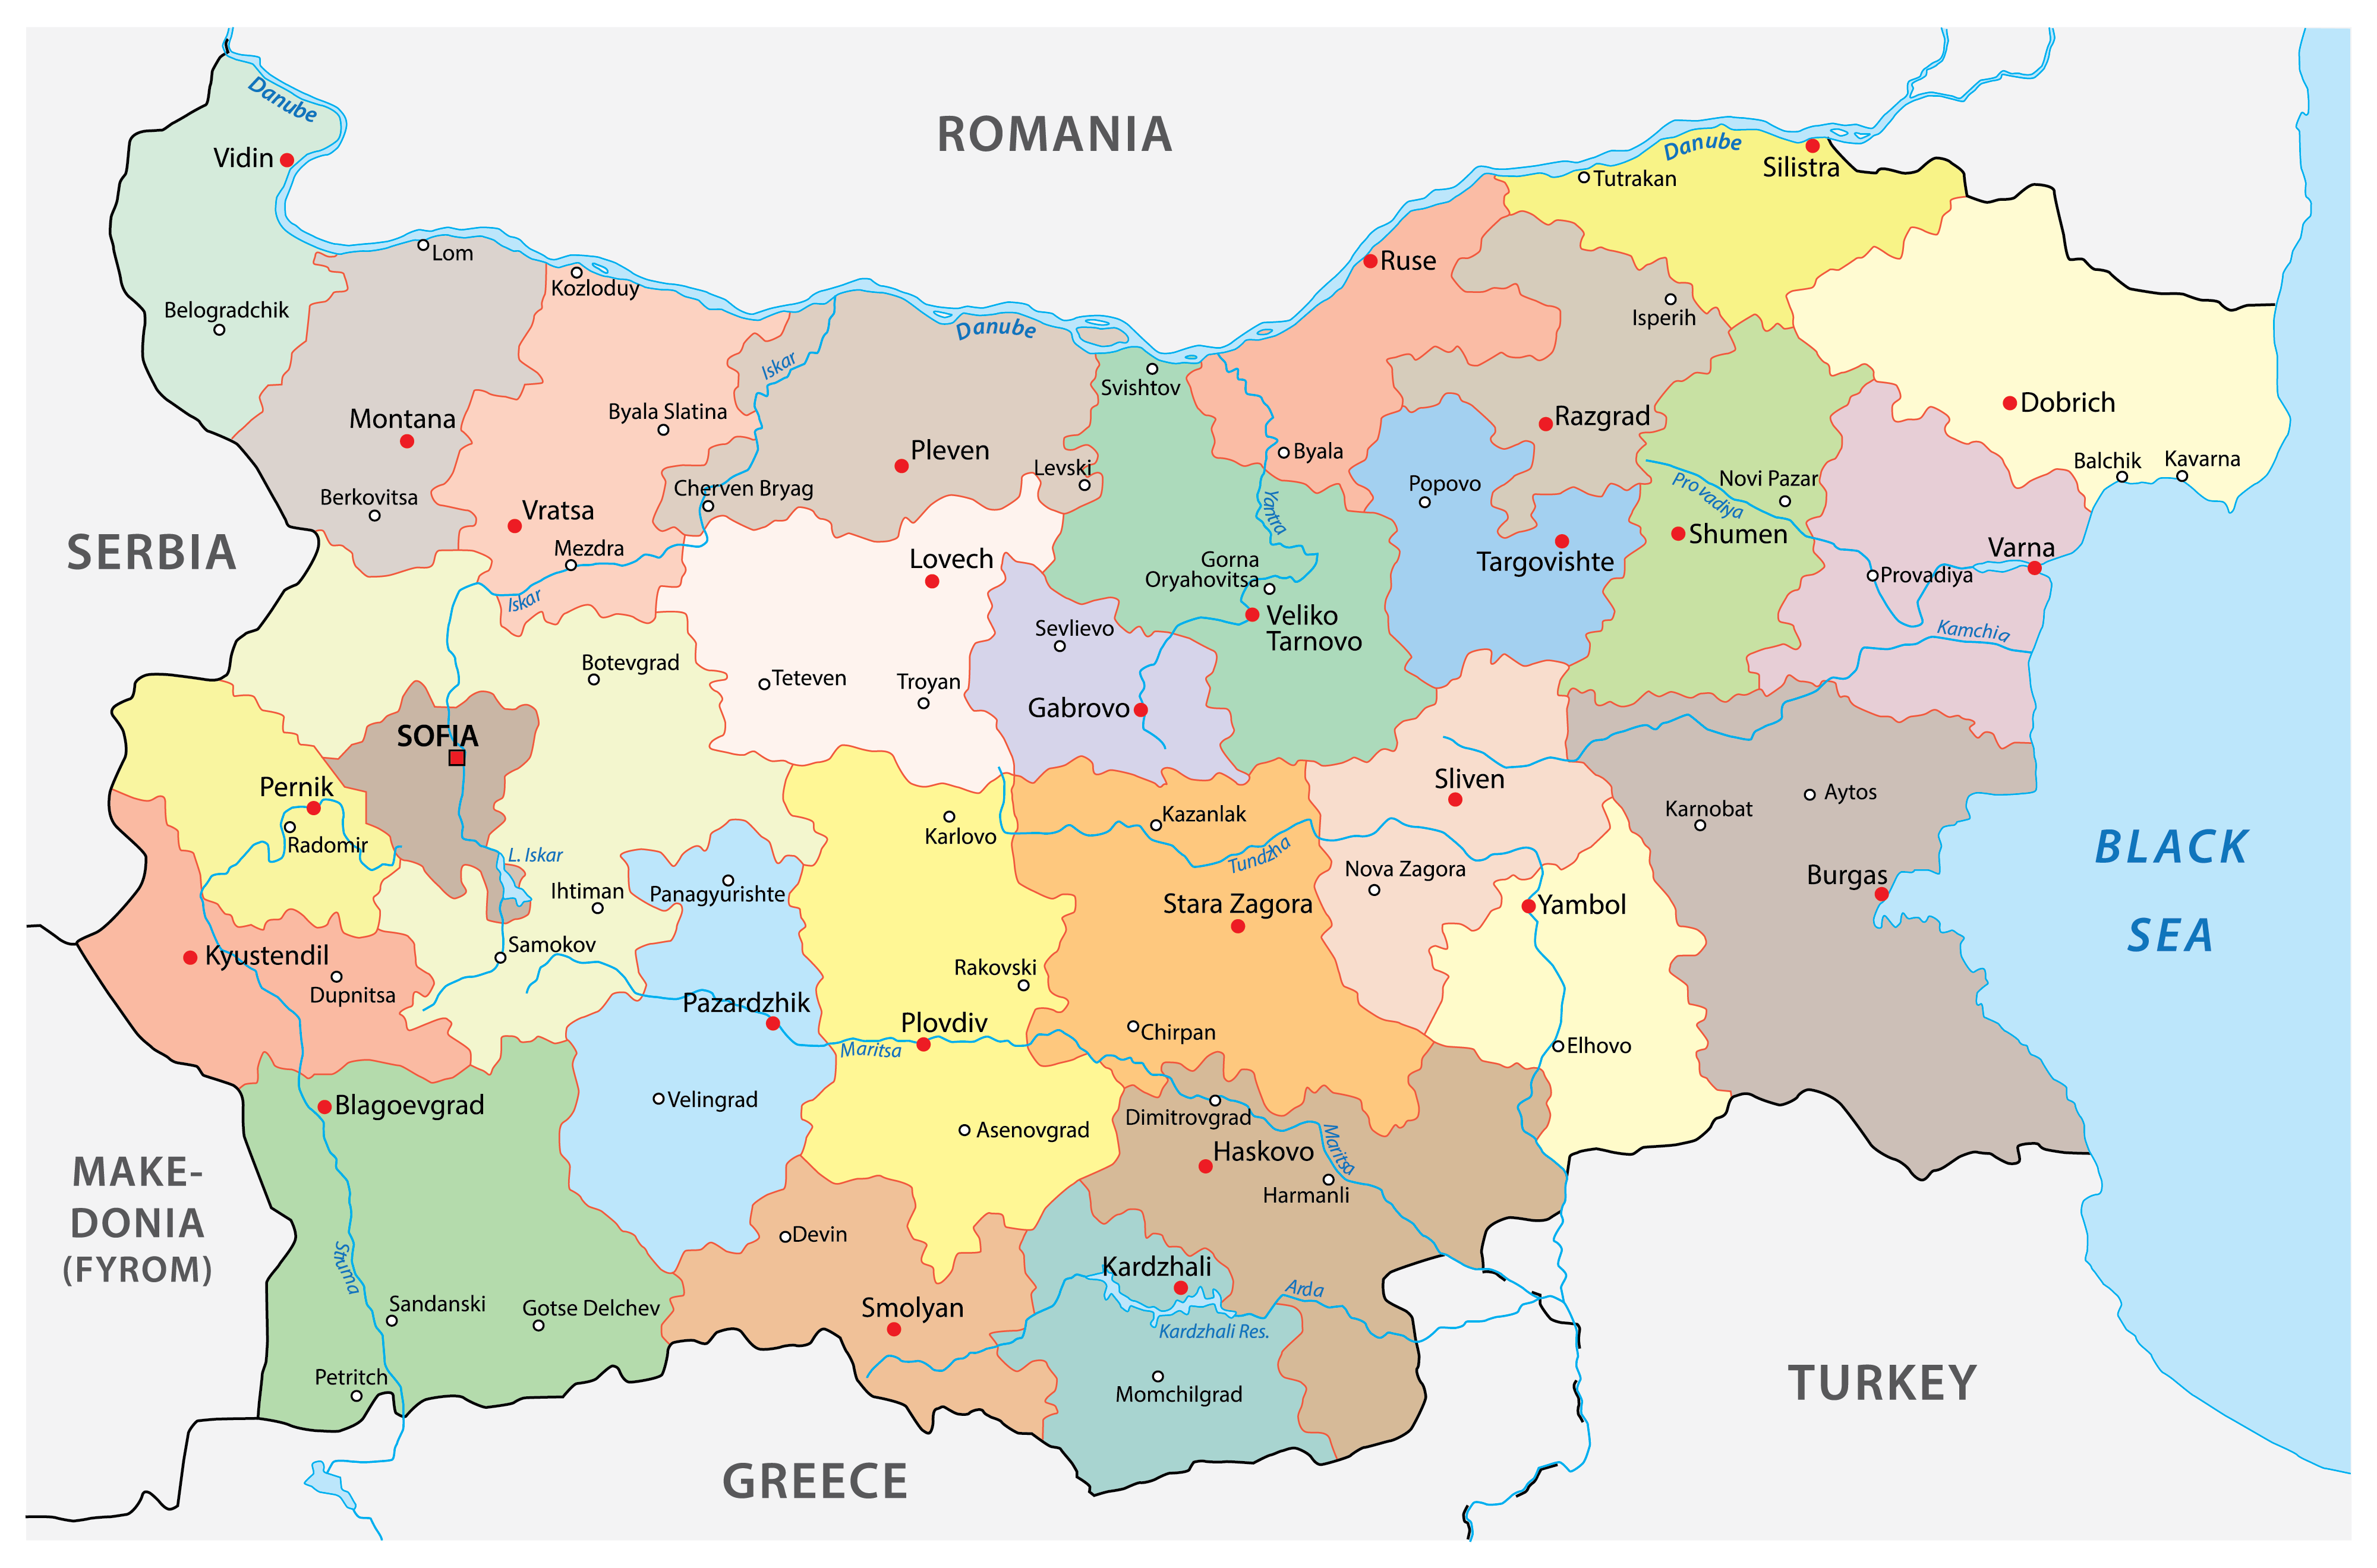 Danube
ROMANIA
Vidin
Danube
Silistra
Tutrakan
Lom
Ruse
Kozloduy
Belogradchik
Isperih
Danube
Iskar
Svishtov
Montana
Byala Slatina
Razgrad
Dobrich
Pleven
Byala
Levski
Balchik
Kavarna
Berkovitsa
Cherven Bryag
Popovo
Novi Pazar
Provadiya
Yantra
Vratsa
Shumen
SERBIA
Mezdra
Lovech
Targovishte
Varna
Gorna
Oryahovitsa
Provadiya
Iskar
Veliko
Tarnovo
Sevlievo
Kamchia
Botevgrad
Teteven
Troyan
Gabrovo
SOFIA
Pernik
Sliven
Aytos
Karnobat
Kazanlak
Karlovo
Radomir
L. Iskar
Tundzha
BLACK
SEA
Nova Zagora
Burgas
Ihtiman
Panagyurishte
Stara Zagora
Yambol
Samokov
Kyustendil
Dupnitsa
Rakovski
Pazardzhik
Plovdiv
Chirpan
Maritsa
Elhovo
Velingrad
Blagoevgrad
Dimitrovgrad
Asenovgrad
Maritsa
Haskovo
Harmanli
MAKE-
DONIA
(FYROM)
Devin
Struma
Kardzhali
Arda
Sandanski
Gotse Delchev
Smolyan
Kardzhali Res.
Petritch
Momchilgrad
TURKEY
GREECE